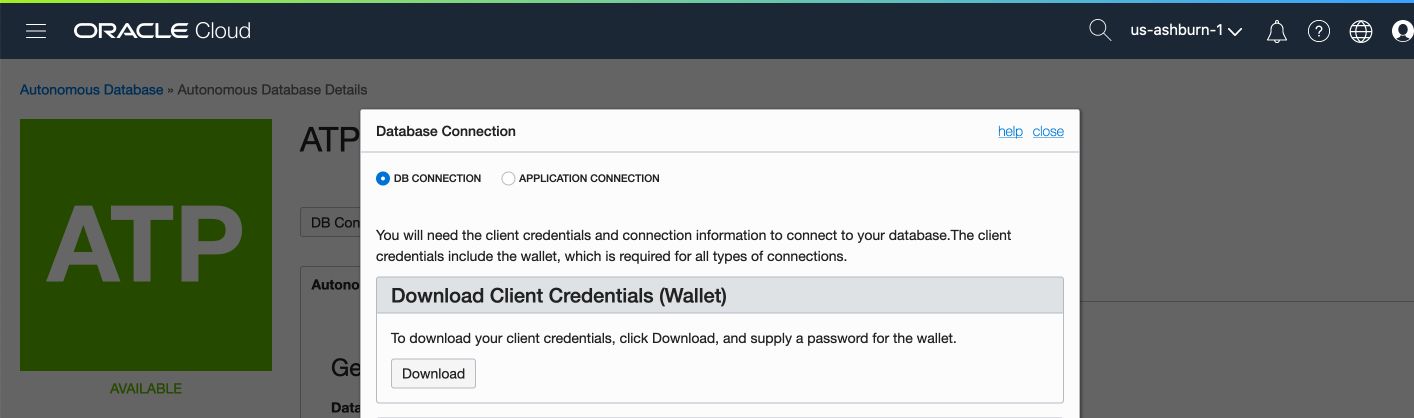 ORACLE Cloud
us-ashburn-1
Autonomous Database » Autonomous Database Details
ATP
ATP
AVAILABLE
DB Con
Autono
Ge
Data
Database Connection
help close
DB CONNECTION APPLICATION CONNECTION
You will need the client credentials and connection information to connect to your database.The client
credentials include the wallet, which is required for all types of connections.
Download Client Credentials (Wallet)
To download your client credentials, click Download, and supply a password for the wallet.
Download